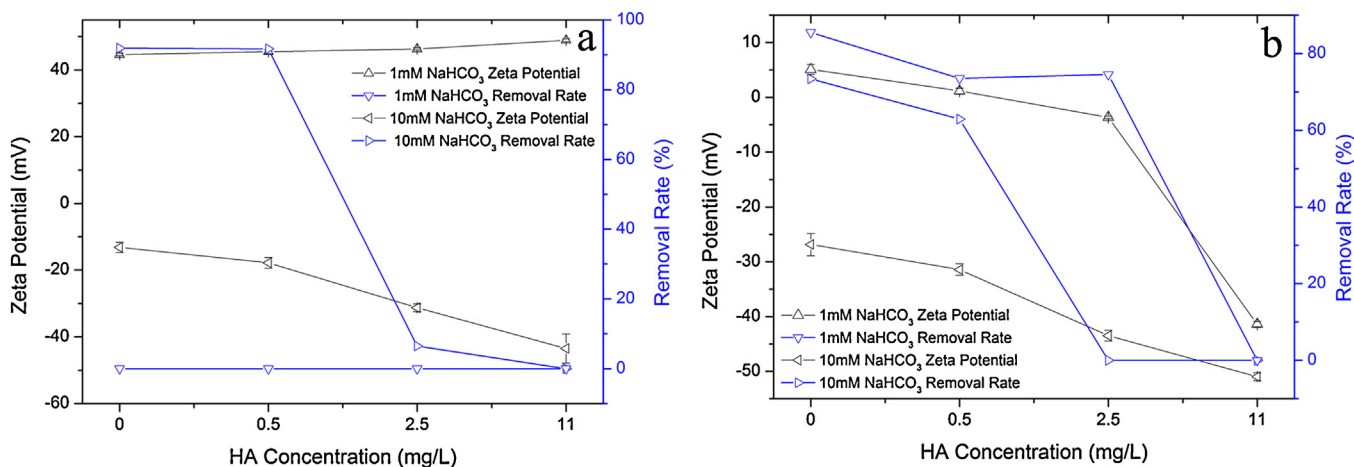 a
40
20
0
-20
-40
-60
Zeta Potential (mV)
100
80
60
40
20
0
Removal Rate (%)
1mM NaHCO3 Zeta Potential
1mM NaHCO3 Removal Rate
10mM NaHCO3 Zeta Potential
10mM NaHCO3 Removal Rate
0 0.5 2.5 11
HA Concentration (mg/L)
b
10
0
-10
-20
-30
-40
-50
Zeta Potential (mV)
80
60
40
20
0
Removal Rate (%)
1mM NaHCO3 Zeta Potential
1mM NaHCO3 Removal Rate
10mM NaHCO3 Zeta Potential
10mM NaHCO3 Removal Rate
0 0.5 2.5 11
HA Concentration (mg/L)